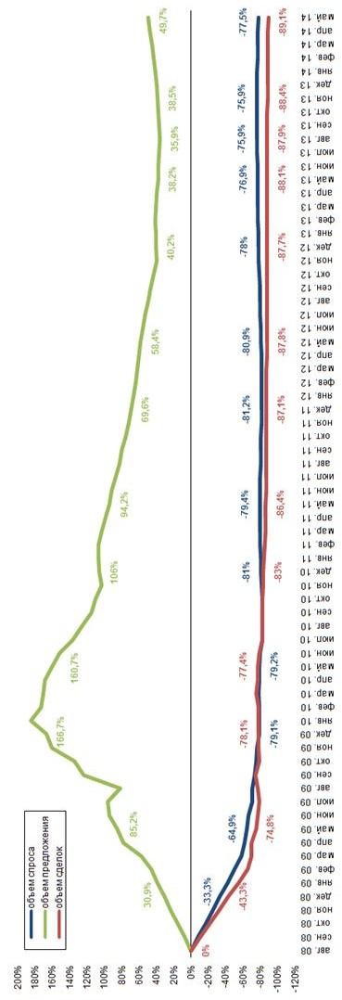 200%
180%
160%
140%
120%
100%
80%
60%
40%
20%
0%
-20%
-40%
-60%
-80%
-100%
-120%
объем спроса
объем предложения
объем сделок
30,9%
85,2%
166,7%
160,7%
106%
94,2%
69,6%
58,4%
40,2%
38,2%
35,9%
38,5%
49,7%
0%
-33,3%
-64,9%
-79,1%
-79,2%
-81%
-79,4%
-81,2%
-80,9%
-78%
-76,9%
-75,9%
-75,9%
-77,5%
-43,3%
-74,8%
-78,1%
-77,4%
-83%
-86,4%
-87,1%
-87,8%
-87,7%
-88,1%
-87,9%
-88,4%
-89,1%
авг. 08
сен. 08
окт. 08
ноя. 08
дек. 08
янв. 09
фев. 09
мар. 09
апр. 09
май. 09
июн. 09
июл. 09
авг. 09
сен. 09
окт. 09
ноя. 09
дек. 09
янв. 10
фев. 10
мар. 10
апр. 10
май. 10
июн. 10
июл. 10
авг. 10
сен. 10
окт. 10
ноя. 10
дек. 10
янв. 11
фев. 11
мар. 11
апр. 11
май. 11
июн. 11
июл. 11
авг. 11
сен. 11
окт. 11
ноя. 11
дек. 11
янв. 12
фев. 12
мар. 12
апр. 12
май. 12
июн. 12
июл. 12
авг. 12
сен. 12
окт. 12
ноя. 12
дек. 12
янв. 13
фев. 13
мар. 13
апр. 13
май. 13
июн. 13
июл. 13
авг. 13
сен. 13
окт. 13
ноя. 13
дек. 13
янв. 14
фев. 14
мар. 14
апр. 14
май. 14